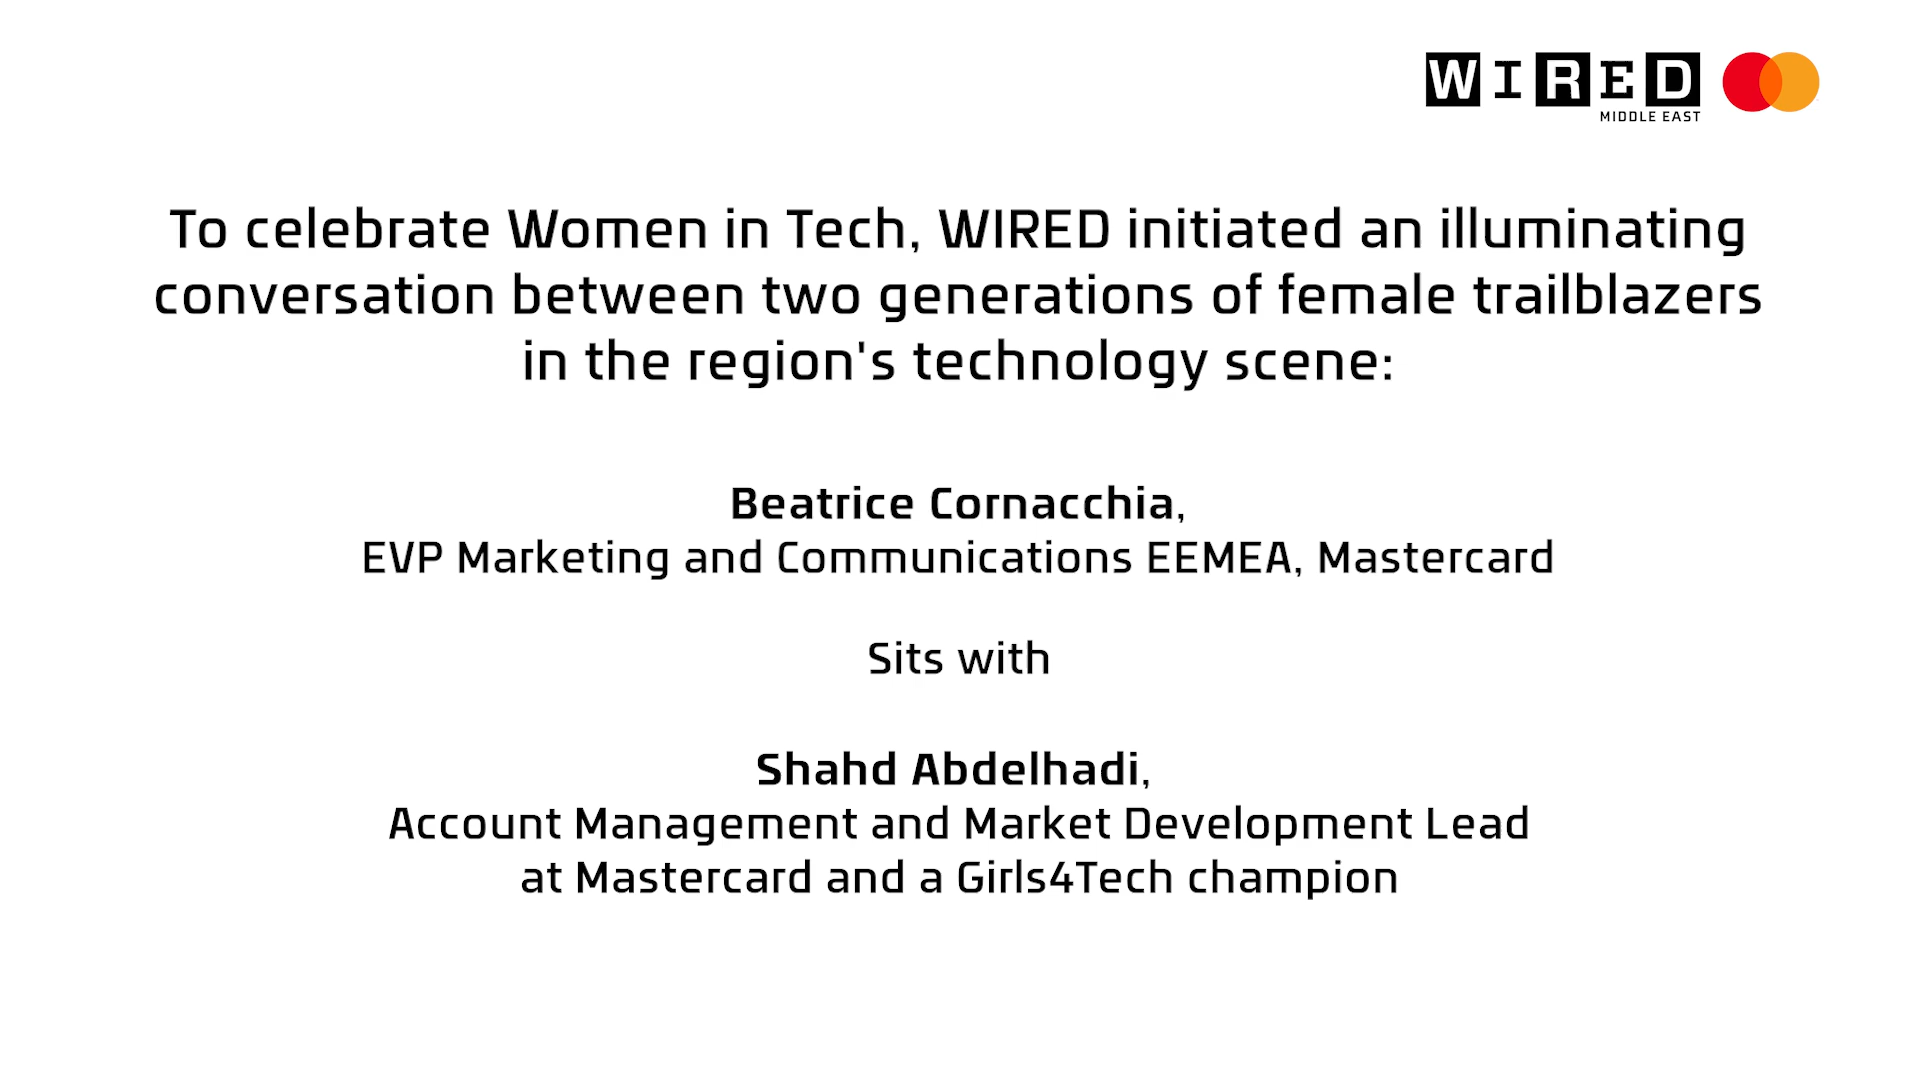 WIRED
MIDDLE EAST
To celebrate Women in Tech, WIRED initiated an illuminating
conversation between two generations of female trailblazers
in the region's technology scene:
Beatrice Cornacchia,
EVP Marketing and Communications EEMEA, Mastercard
Sits with
Shahd Abdelhadi,
Account Management and Market Development Lead
at Mastercard and a Girls4Tech champion